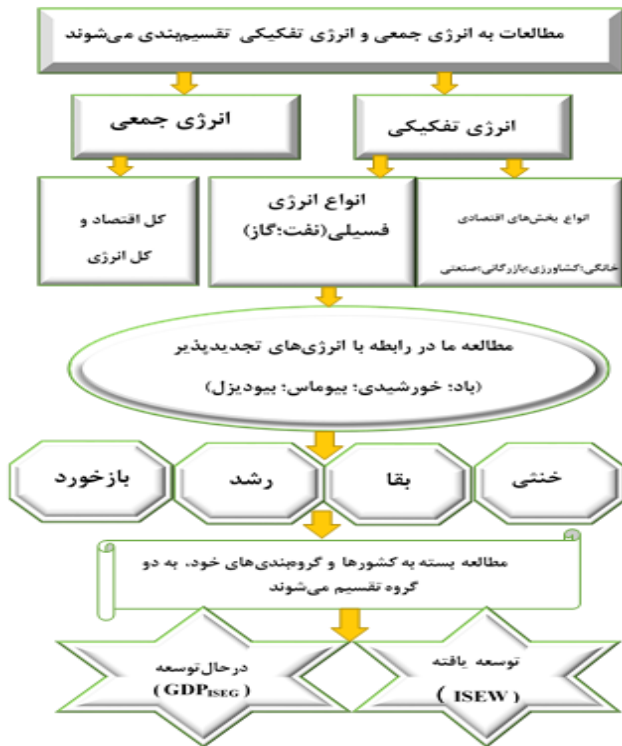 مطالعات به انرژی جمعی و انرژی تفکیکی تقسیم‌بندی می‌شوند
انرژی تفکیکی
انرژی جمعی
انواع بخش‌های اقتصادی
خانگی؛کشاورزی؛بازرگانی؛صنعتی
انواع انرژی
فسیلی(نفت؛گاز)
کل اقتصاد و
کل انرژی
مطالعه ما در رابطه با انرژی‌های تجدیدپذیر
(باد؛ خورشیدی؛ بیوماس؛ بیودیزل)
خنثی
بقا
رشد
بازخورد
مطالعه بسته به کشورها و گروه‌بندی‌های خود، به دو
گروه تقسیم می‌شوند
توسعه یافته
(ISEW)
درحال‌توسعه
(GDPISEG)